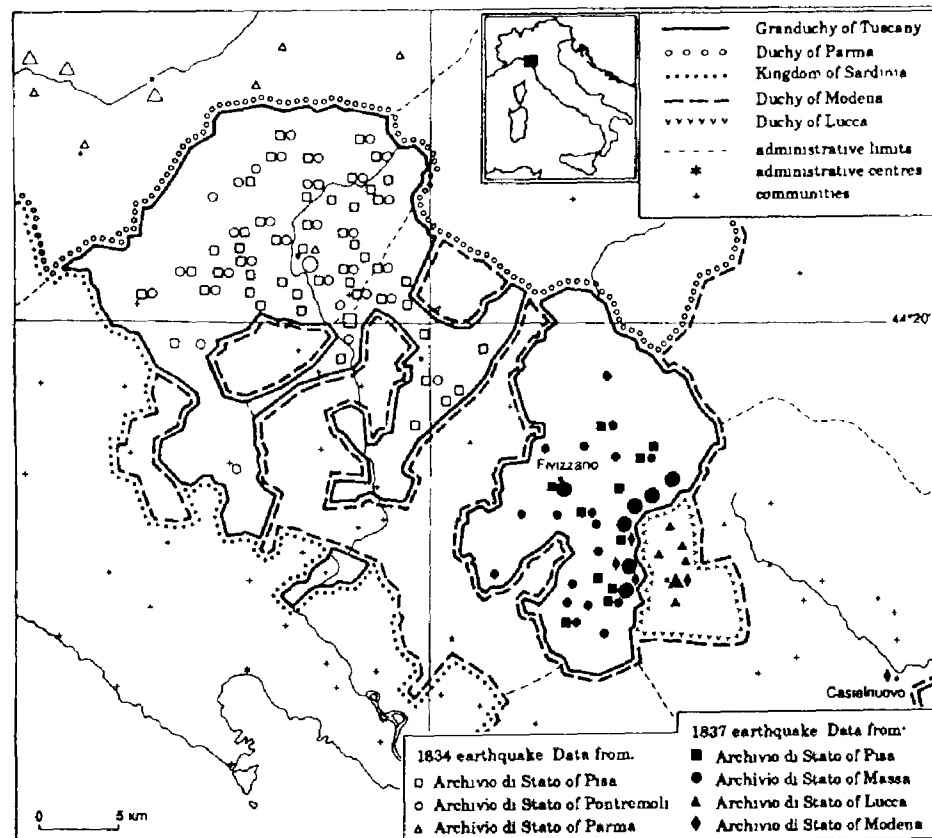 Granduchy of Tuscany
Duchy of Parma
Kingdom of Sardinia
Duchy of Modena
Duchy of Lucca
administrative limits
administrative centres
communities
44°20'
Fivizzano
Castelnuovo
1834 earthquake Data from.
Archivio di Stato of Pisa
Archivio di Stato of Pontremoli
Archivio di Stato of Parma
1837 earthquake Data from:
Archivio di Stato of Pisa
Archivio di Stato of Massa
Archivio di Stato of Lucca
Archivio di Stato of Modena
0 5 KM